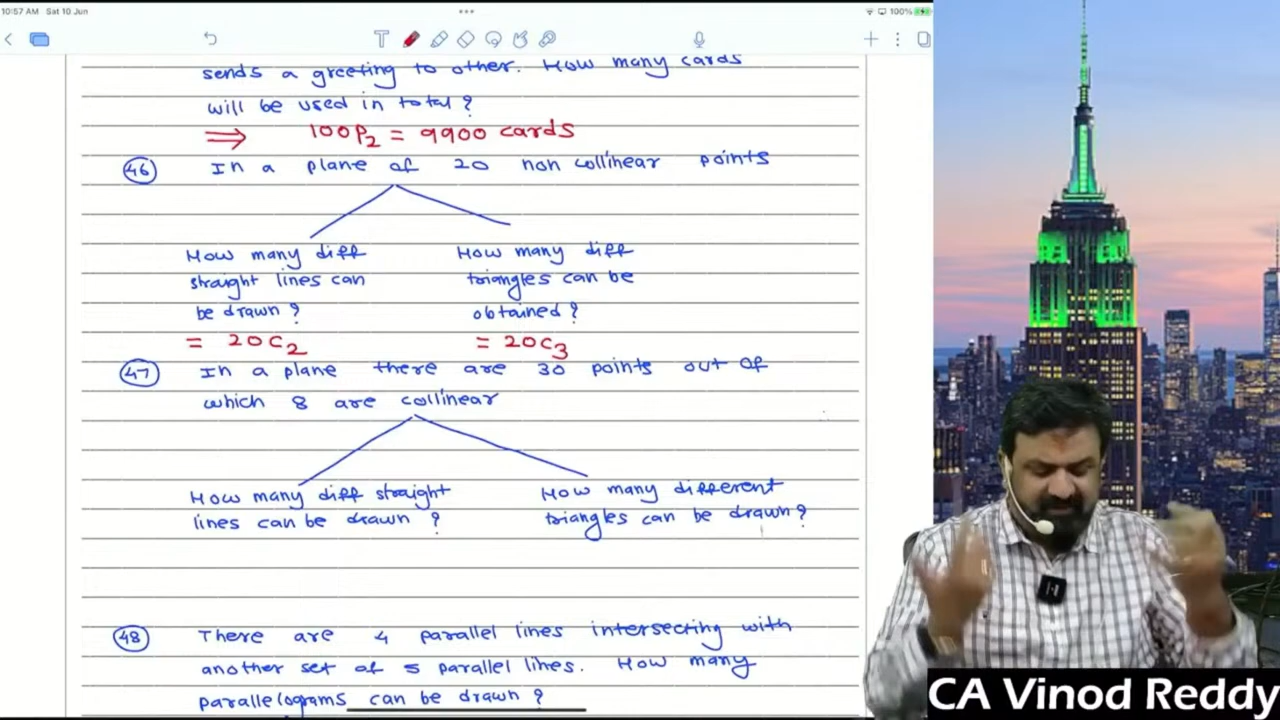 10:57 AM Sat 10 Jun
100%
T
sends a greeting to other. How many cards
will be used in total?
⇒ 100P₂ = 9900 cards
46 In a plane of 20 non collinear points
How many diff
straight lines can
be drawn?
= 20C₂
How many diff
triangles can be
obtained?
= 20C₃
47 In a plane there are 30 points out of
which 8 are collinear
How many diff straight
lines can be drawn?
How many different
triangles can be drawn?
48 There are 4 parallel lines intersecting with
another set of 5 parallel lines. How many
parallelograms can be drawn?
CA Vinod Reddy